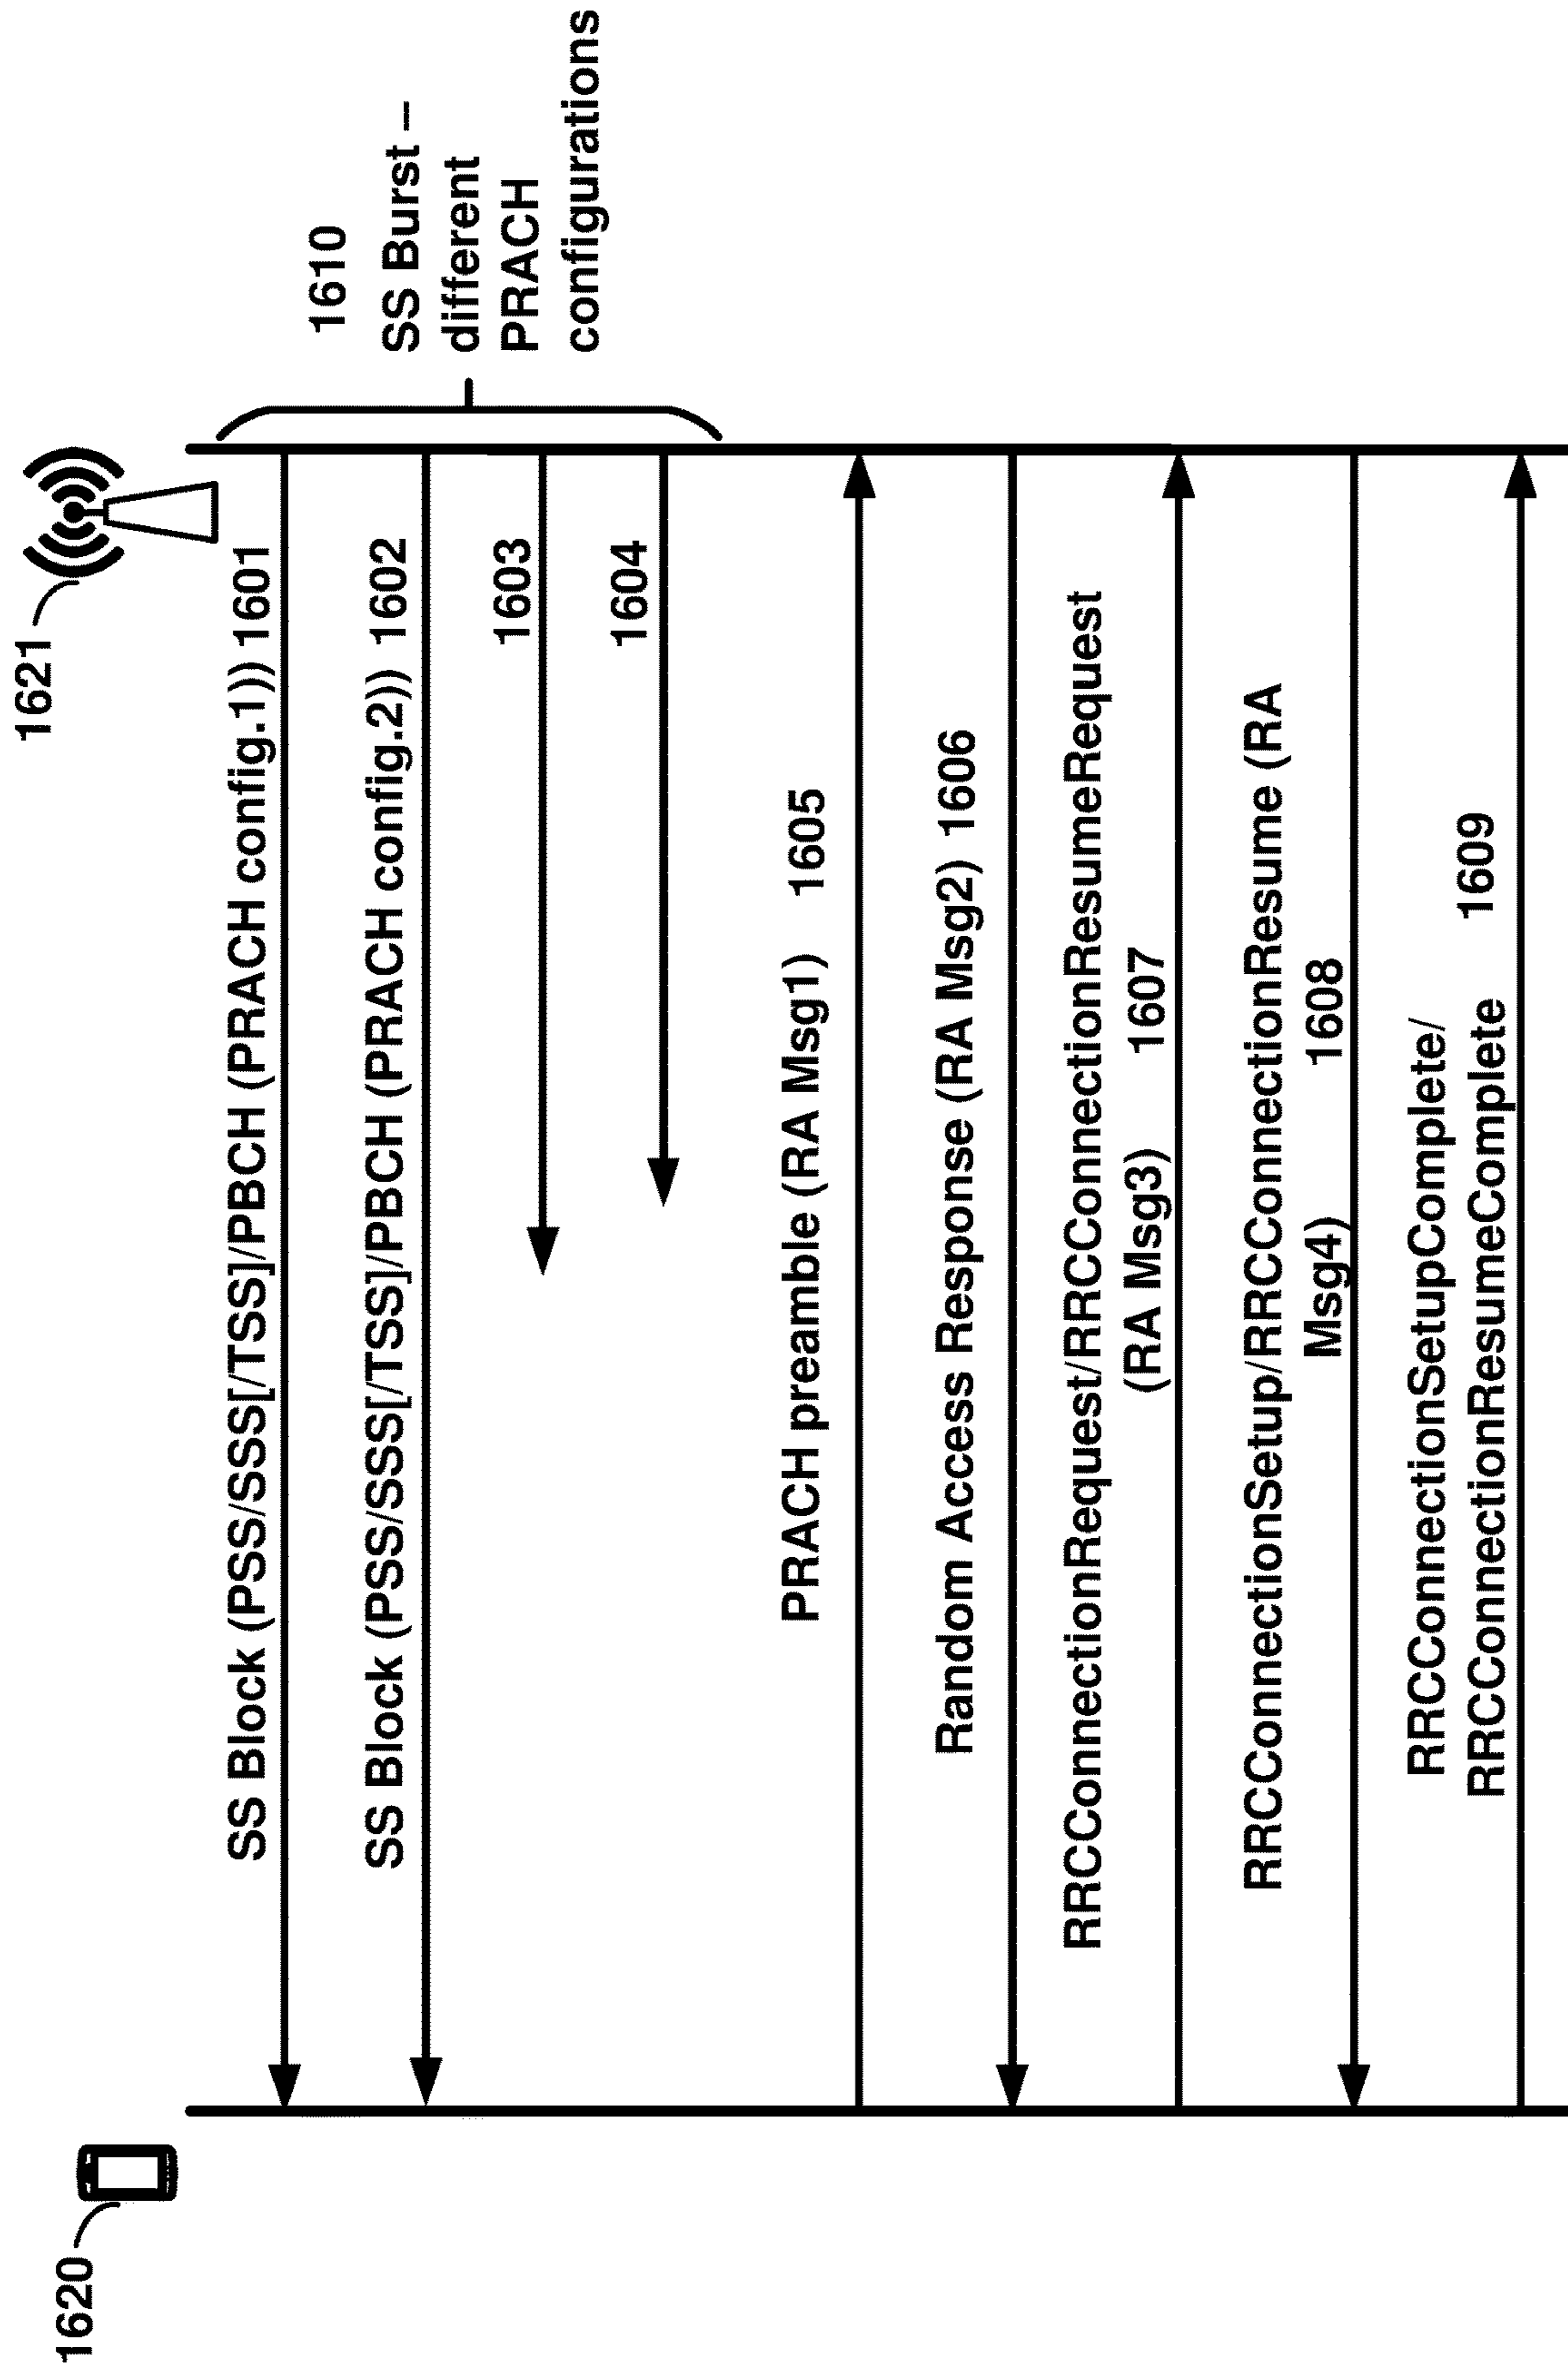 1620
1621
SS Block (PSS/SSS[/TSS]/PBCH (PRACH config.1)) 1601
SS Block (PSS/SSS[/TSS]/PBCH (PRACH config.2)) 1602
1603
1604
1610
SS Burst –
different
PRACH
configurations
PRACH preamble (RA Msg1) 1605
Random Access Response (RA Msg2) 1606
RRCConnectionRequest/RRCConnectionResumeRequest
(RA Msg3) 1607
RRCConnectionSetup/RRCConnectionResume (RA
Msg4) 1608
RRCConnectionSetupComplete/
RRCConnectionResumeComplete 1609